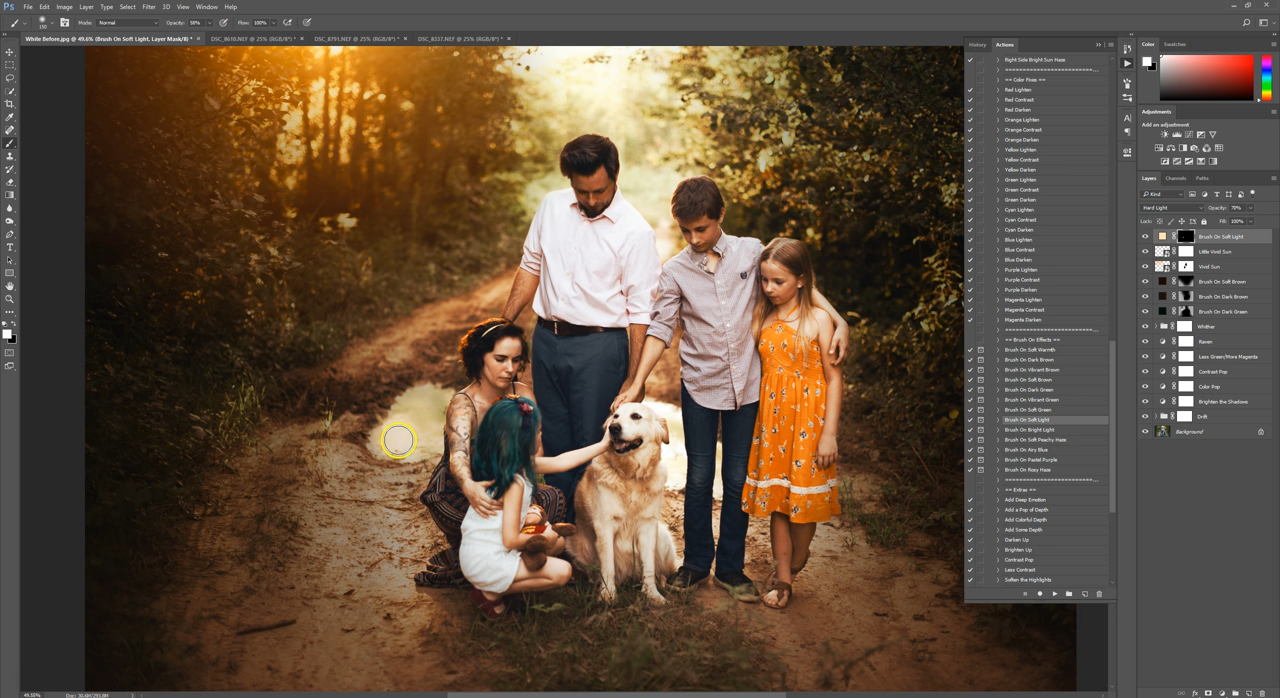 Ps File Edit Image Layer Type Select Filter 3D View Window Help
150 Mode: Normal Opacity: 58% Flow: 100%
White Before.jpg @ 49.6% (Brush On Soft Light, Layer Mask/8) * × DSC_8610.NEF @ 25% (RGB/8*) * × DSC_8791.NEF @ 25% (RGB/8*) * × DSC_8357.NEF @ 25% (RGB/8*) * ×
History Actions
Right Side Bright Sun Haze
== Color Fixes ==
Red Lighten
Red Contrast
Red Darken
Orange Lighten
Orange Contrast
Orange Darken
Yellow Lighten
Yellow Contrast
Yellow Darken
Green Lighten
Green Contrast
Green Darken
Cyan Lighten
Cyan Contrast
Cyan Darken
Blue Lighten
Blue Contrast
Blue Darken
Purple Lighten
Purple Contrast
Purple Darken
Magenta Lighten
Magenta Contrast
Magenta Darken
== Brush On Effects ==
Brush On Soft Warmth
Brush On Dark Brown
Brush On Vibrant Brown
Brush On Soft Brown
Brush On Dark Green
Brush On Vibrant Green
Brush On Soft Green
Brush On Soft Light
Brush On Bright Light
Brush On Soft Peachy Haze
Brush On Airy Blue
Brush On Pastel Purple
Brush On Rosy Haze
== Extras ==
Add Deep Emotion
Add a Pop of Depth
Add Colorful Depth
Add Some Depth
Darken Up
Brighten Up
Contrast Pop
Less Contrast
Soften the Highlights
Color Swatches
Adjustments
Add an adjustment
Layers Channels Paths
Kind
Hard Light Opacity: 70%
Lock: Fill: 100%
Brush On Soft Light
Little Vivid Sun
Vivid Sun
Brush On Soft Brown
Brush On Dark Brown
Brush On Dark Green
Whither
Raven
Less Green/More Magenta
Contrast Pop
Color Pop
Brighten the Shadows
Drift
Background
49.55% Doc: 30.6M/293.8M